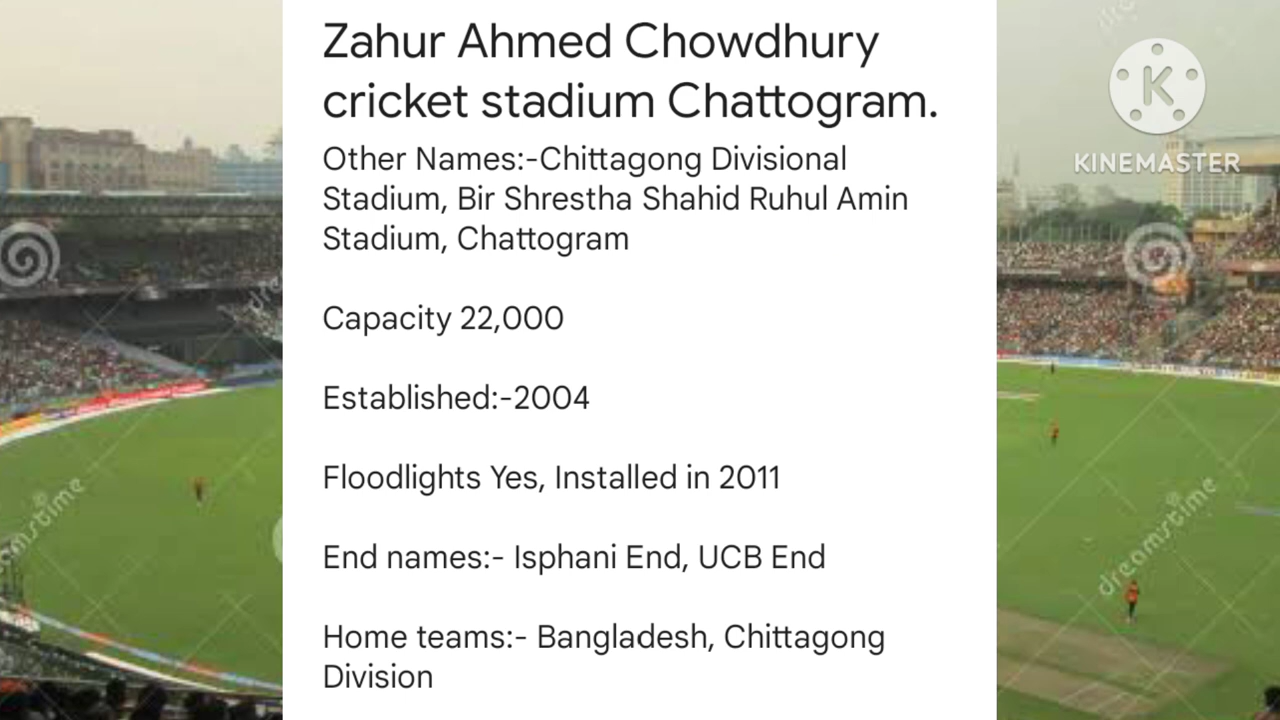 Zahur Ahmed Chowdhury
cricket stadium Chattogram.
Other Names:-Chittagong Divisional
Stadium, Bir Shrestha Shahid Ruhul Amin
Stadium, Chattogram
Capacity 22,000
Established:-2004
Floodlights Yes, Installed in 2011
End names:- Isphani End, UCB End
Home teams:- Bangladesh, Chittagong
Division
K
KINEMASTER
dreamstime